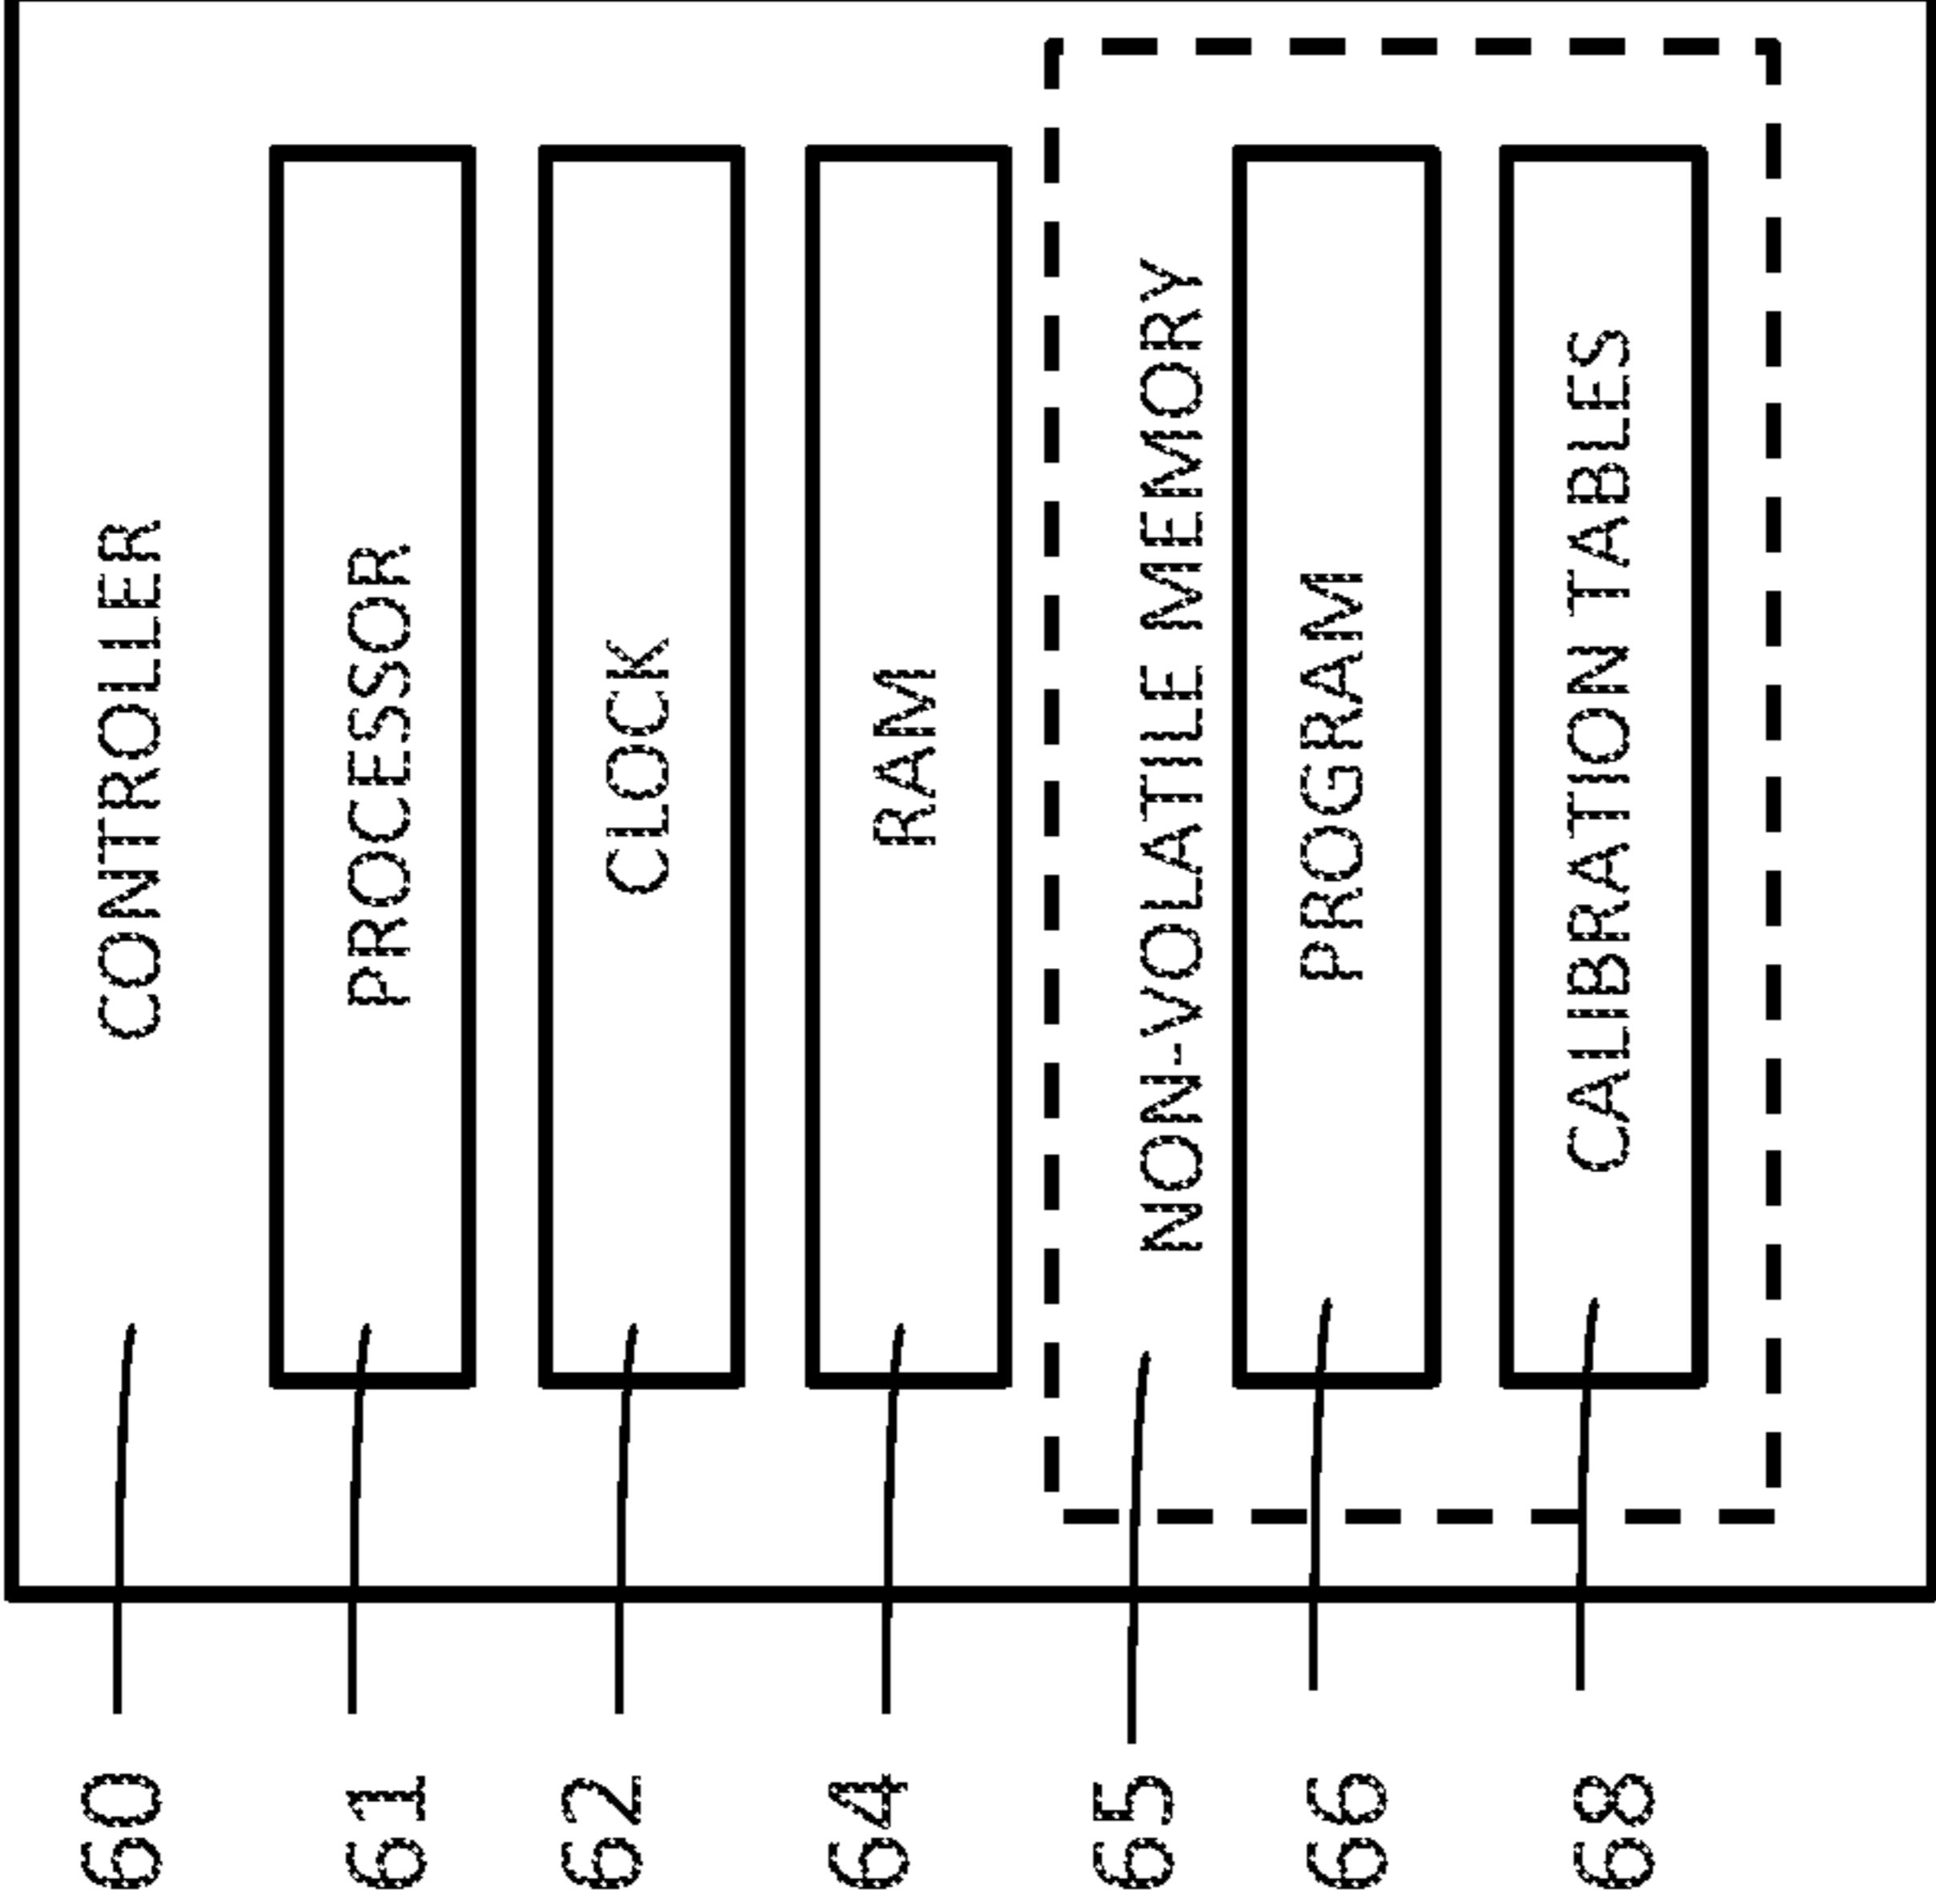 60 CONTROLLER
61 PROCESSOR
62 CLOCK
64 RAM
65 NON-VOLATILE MEMORY
66 PROGRAM
68 CALIBRATION TABLES